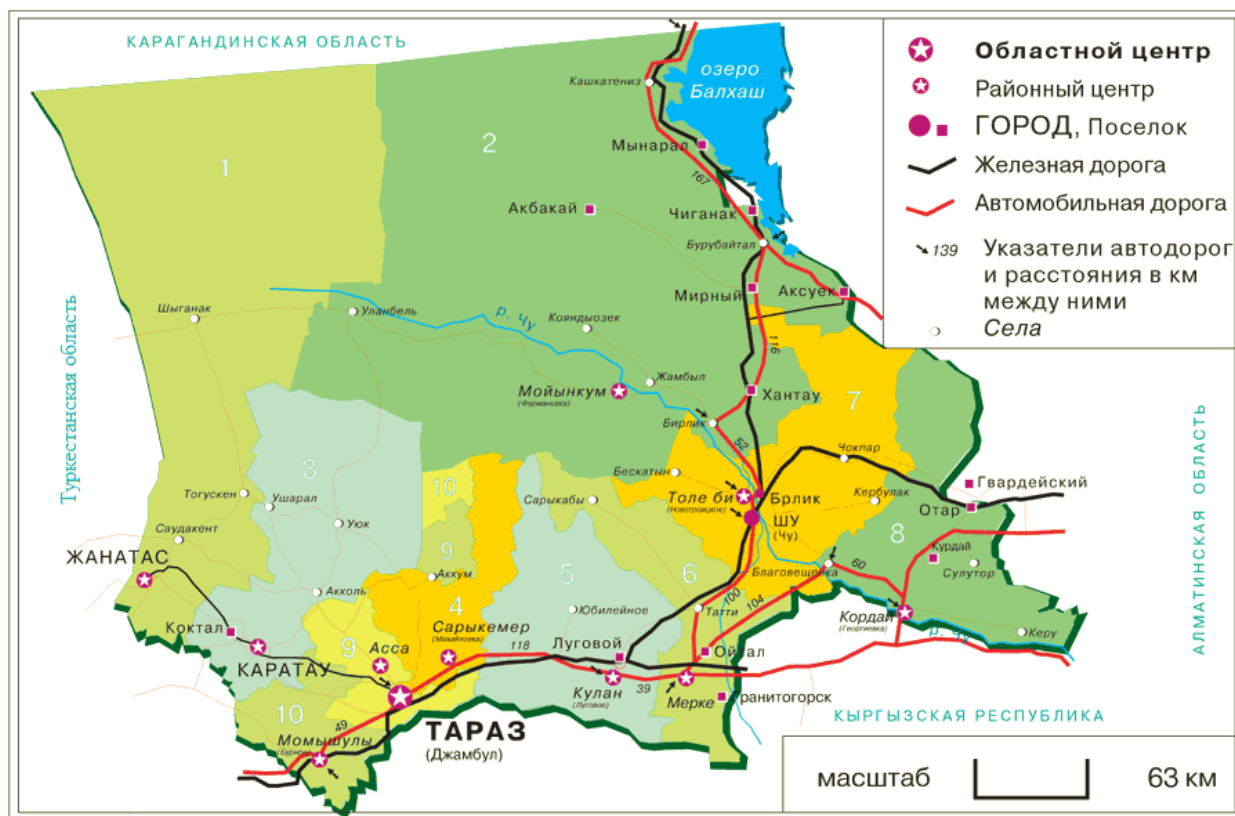 КАРАГАНДИНСКАЯ ОБЛАСТЬ
озеро
Балхаш
Кашкатениз
Мынарал
167
1
2
Акбакай
Чиганак
Бурубайтал
Мирный
Аксуек
Шыганак
Уланбель
р. Чу
Кояндыозек
116
Жамбыл
Мойынкум
(Фурмановка)
Хантау
7
Бирлик
52
Чокпар
3
Бескатын
10
Тогускен
Ушарал
Сарыкабы
Толе би
(Новотроицкое)
Брлик
Кербулак
Гвардейский
Отар
Уюк
ШУ
(Чу)
Саудакент
9
8
Курдай
Сулутор
ЖАНАТАС
Аккум
5
6
Благовещенка
60
Акколь
4
100
104
Юбилейное
Татти
Кордай
(Георгиевка)
р. Чу
Керу
Коктал
Сарыкемер
(Михайловка)
9
Асса
118
Луговой
Ойтал
КАРАТАУ
Кулан
(Луговое)
39
Мерке
Гранитогорск
10
49
ТАРАЗ
(Джамбул)
Момышулы
(Бурное)
КЫРГЫЗСКАЯ РЕСПУБЛИКА
Туркестанская область
АЛМАТИНСКАЯ ОБЛАСТЬ
Областной центр
Районный центр
ГОРОД, Поселок
Железная дорога
Автомобильная дорога
139 Указатели автодорог
и расстояния в км
между ними
Села
масштаб 63 км